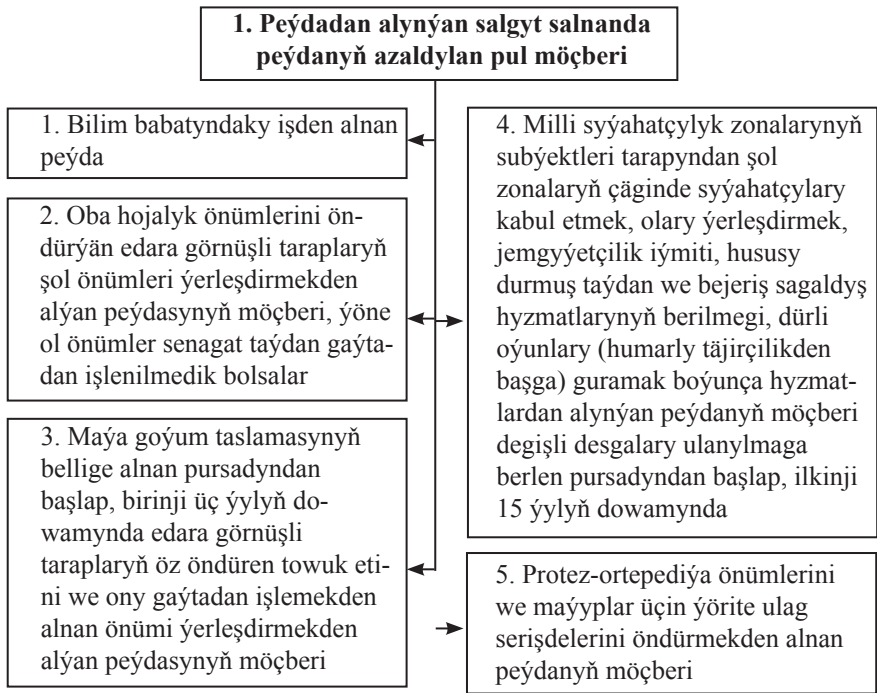 1. Peýdadan alynýan salgyt salnanda
peýdanyň azaldylan pul möçberi
1. Bilim babatyndaky işden alnan
peýda
2. Oba hojalyk önümlerini ön-
dürýän edara görnüşli taraplaryň
şol önümleri ýerleşdirmekden
alýan peýdasynyň möçberi, ýöne
ol önümler senagat taýdan gaýta-
dan işlenilmedik bolsalar
3. Maýa goýum taslamasynyň
bellige alnan pursadyndan
başlap, birinji üç ýylyň do-
wamynda edara görnüşli
taraplaryň öz öndüren towuk eti-
ni we ony gaýtadan işlemekden
alnan önümi ýerleşdirmekden
alýan peýdasynyň möçberi
4. Milli syýahatçylyk zonalarynyň
subýektleri tarapyndan şol
zonalaryň çäginde syýahatçylary
kabul etmek, olary ýerleşdirmek,
jemgyýetçilik iýmiti, hususy
durmuş taýdan we bejeriş sagaldyş
hyzmatlarynyň berilmegi, dürli
oýunlary (humarly täjirçilikden
başga) guramak boýunça hyzmat-
lardan alynýan peýdanyň möçberi
degişli desgalary ulanylmaga
berlen pursadyndan başlap, ilkinji
15 ýylyň dowamynda
5. Protez-ortepediýa önümlerini
we maýyplar üçin ýörite ulag
serişdelerini öndürmekden alnan
peýdanyň möçberi